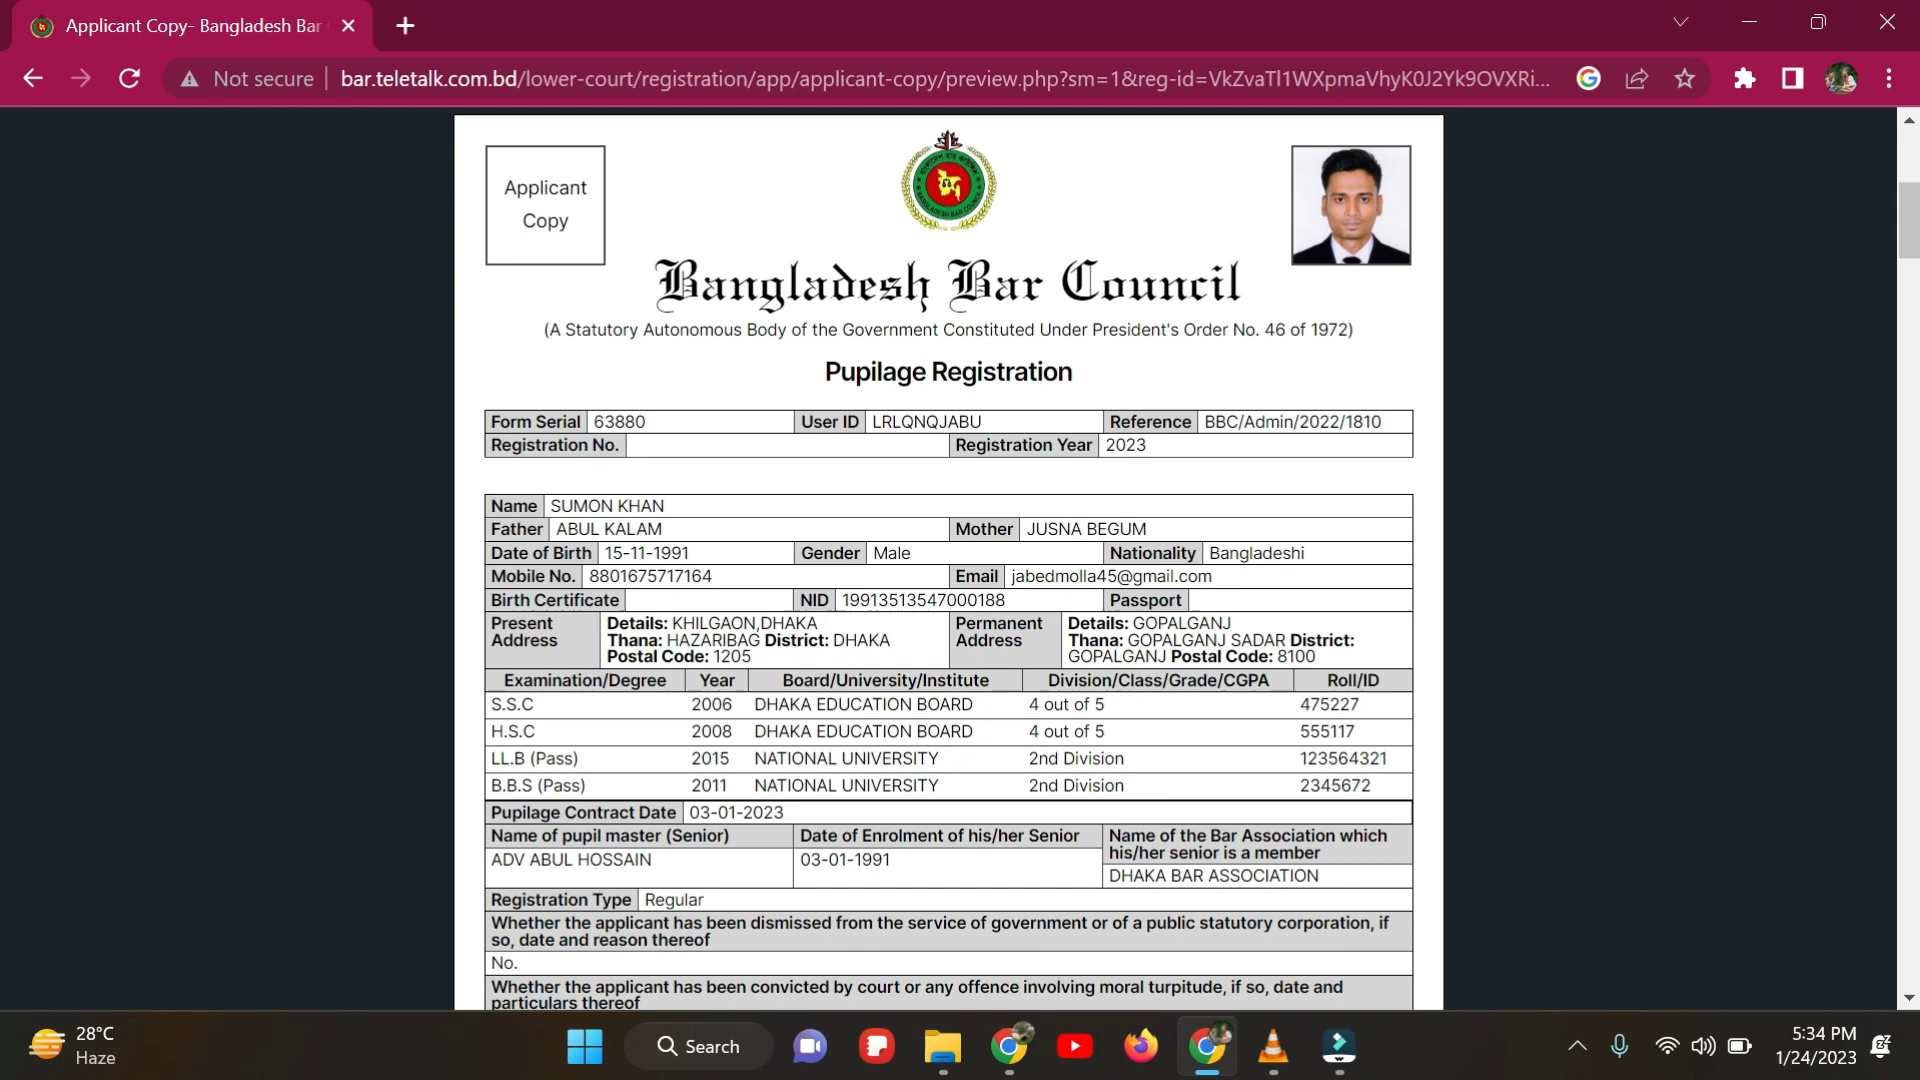 Applicant Copy- Bangladesh Bar
Not secure
bar.teletalk.com.bd/lower-court/registration/app/applicant-copy/preview.php?sm=1&reg-id=VkZvaTl1WXpmaVhyK0J2Yk9OVXRi...
Applicant
Copy
Bangladesh Bar Council
(A Statutory Autonomous Body of the Government Constituted Under President's Order No. 46 of 1972)
Pupilage Registration
Form Serial 63880 User ID LRLQNQJABU Reference BBC/Admin/2022/1810
Registration No. Registration Year 2023
Name SUMON KHAN
Father ABUL KALAM Mother JUSNA BEGUM
Date of Birth 15-11-1991 Gender Male Nationality Bangladeshi
Mobile No. 8801675717164 Email jabedmolla45@gmail.com
Birth Certificate NID 19913513547000188 Passport
Present Address Details: KHILGAON,DHAKA
Thana: HAZARIBAG District: DHAKA
Postal Code: 1205
Permanent Address Details: GOPALGANJ
Thana: GOPALGANJ SADAR District:
GOPALGANJ Postal Code: 8100
Examination/Degree Year Board/University/Institute Division/Class/Grade/CGPA Roll/ID
S.S.C 2006 DHAKA EDUCATION BOARD 4 out of 5 475227
H.S.C 2008 DHAKA EDUCATION BOARD 4 out of 5 555117
LL.B (Pass) 2015 NATIONAL UNIVERSITY 2nd Division 123564321
B.B.S (Pass) 2011 NATIONAL UNIVERSITY 2nd Division 2345672
Pupilage Contract Date 03-01-2023
Name of pupil master (Senior) Date of Enrolment of his/her Senior Name of the Bar Association which
his/her senior is a member
ADV ABUL HOSSAIN 03-01-1991
DHAKA BAR ASSOCIATION
Registration Type Regular
Whether the applicant has been dismissed from the service of government or of a public statutory corporation, if
so, date and reason thereof
No.
Whether the applicant has been convicted by court or any offence involving moral turpitude, if so, date and
particulars thereof
28°C
Haze
Search
5:34 PM
1/24/2023